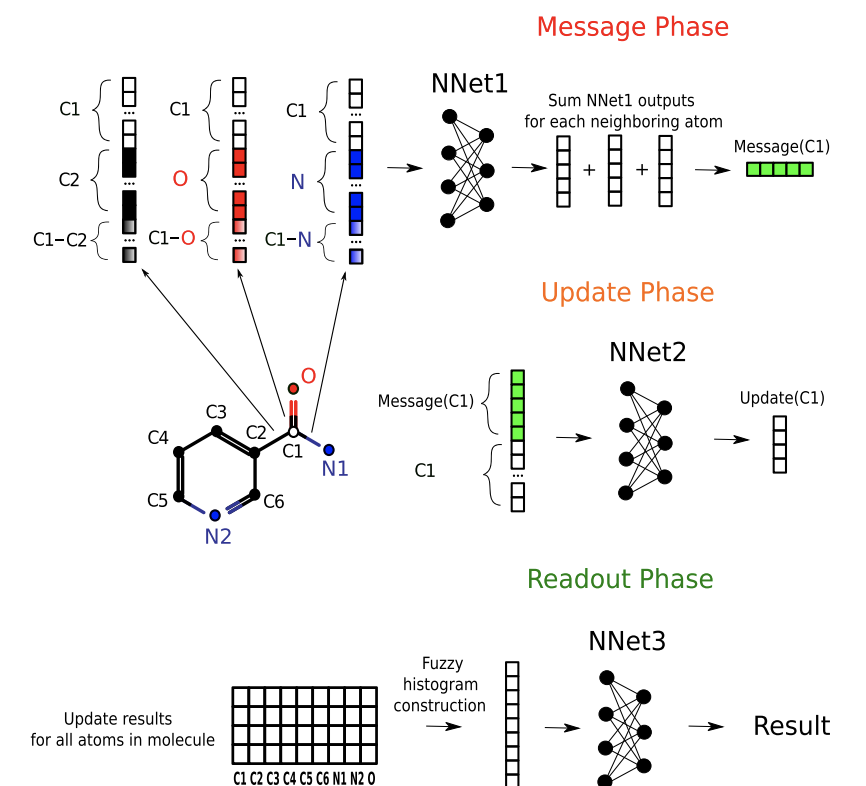 Message Phase
NNet1
Sum NNet1 outputs
for each neighboring atom
Message(C1)
C1
C1
C1
C2
O
N
C1-C2
C1-O
C1-N
+
+
...
...
...
...
...
...
...
...
...
Update Phase
NNet2
Message(C1)
C1
...
Update(C1)
O
C3
C2
C1
C4
N1
C5
C6
N2
Readout Phase
NNet3
Fuzzy
histogram
construction
Update results
for all atoms in molecule
Result
C1 C2 C3 C4 C5 C6 N1 N2 O